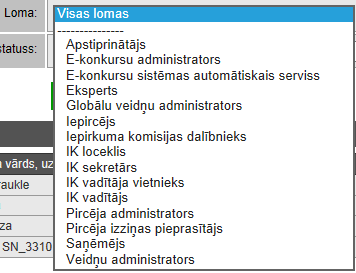 Loma: Visas lomas
---------------
statuss: Apstiprinātājs
E-konkursu administrators
E-konkursu sistēmas automātiskais serviss
Eksperts
Globālu veidņu administrators
Iepircējs
Iepirkuma komisijas dalībnieks
IK loceklis
vārds, uz IK sekretārs
raukle IK vadītāja vietnieks
IK vadītājs
Pircēja administrators
za Pircēja izziņas pieprasītājs
SN_3310 Saņēmējs
Veidņu administrators